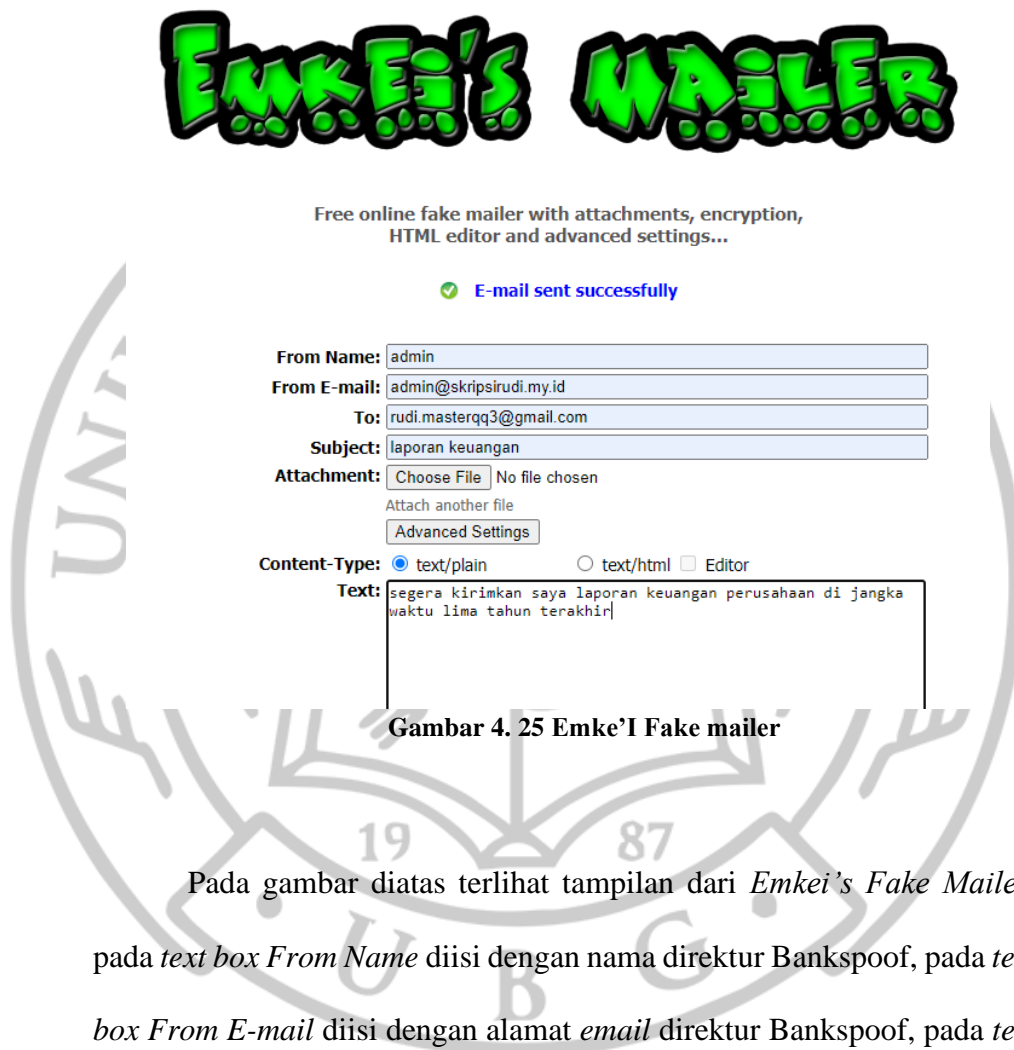 EMKEI'S MAILER
Free online fake mailer with attachments, encryption,
HTML editor and advanced settings...
E-mail sent successfully
From Name: admin
From E-mail: admin@skripsirudi.my.id
To: rudi.masterqq3@gmail.com
Subject: laporan keuangan
Attachment: Choose File No file chosen
Attach another file
Advanced Settings
Content-Type: text/plain text/html Editor
Text: segera kirimkan saya laporan keuangan perusahaan di jangka
waktu lima tahun terakhir
Gambar 4. 25 Emke'I Fake mailer
19 87
Pada gambar diatas terlihat tampilan dari Emkei's Fake Maile
pada text box From Name diisi dengan nama direktur Bankspoof, pada te
UBG
box From E-mail diisi dengan alamat email direktur Bankspoof, pada te